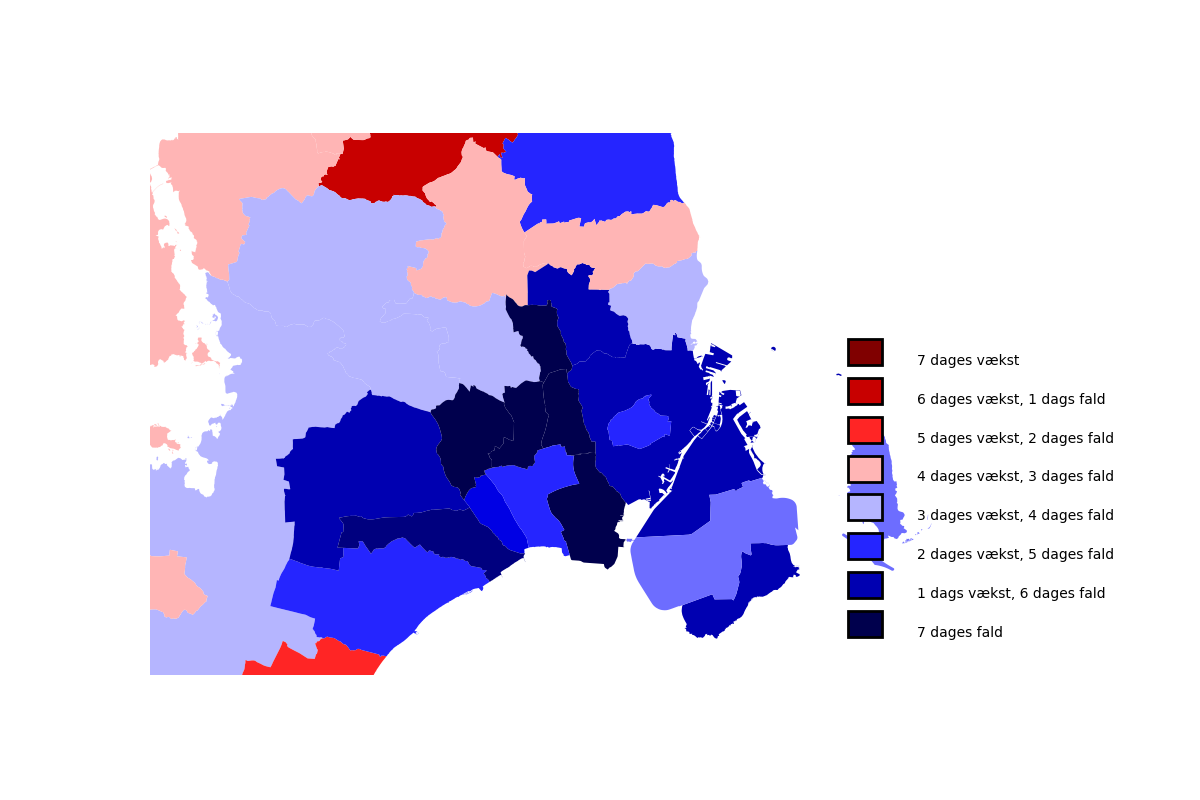 7 dages vækst
6 dages vækst, 1 dags fald
5 dages vækst, 2 dages fald
4 dages vækst, 3 dages fald
3 dages vækst, 4 dages fald
2 dages vækst, 5 dages fald
1 dags vækst, 6 dages fald
7 dages fald